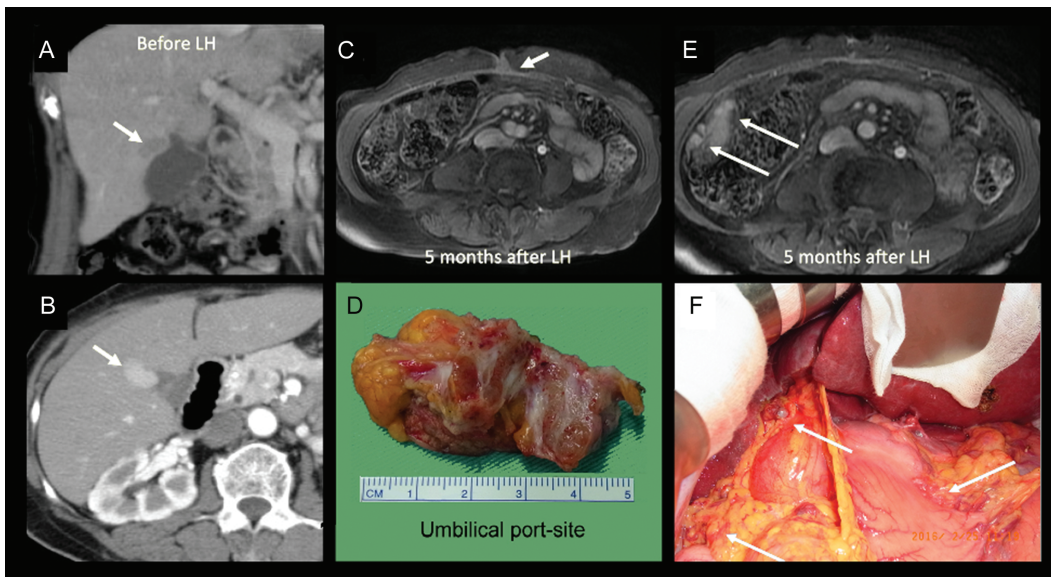 A
Before LH
C
5 months after LH
E
5 months after LH
B
D
CM 1 2 3 4 5
Umbilical port-site
F